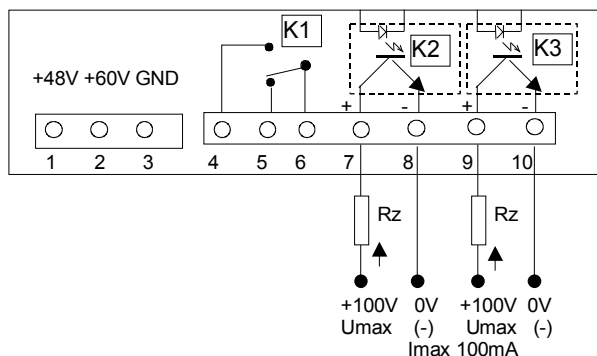 K1
K2
K3
+48V +60V GND
+ - + -
1 2 3 4 5 6 7 8 9 10
Rz Rz
+100V 0V +100V 0V
Umax (-) Umax (-)
Imax 100mA